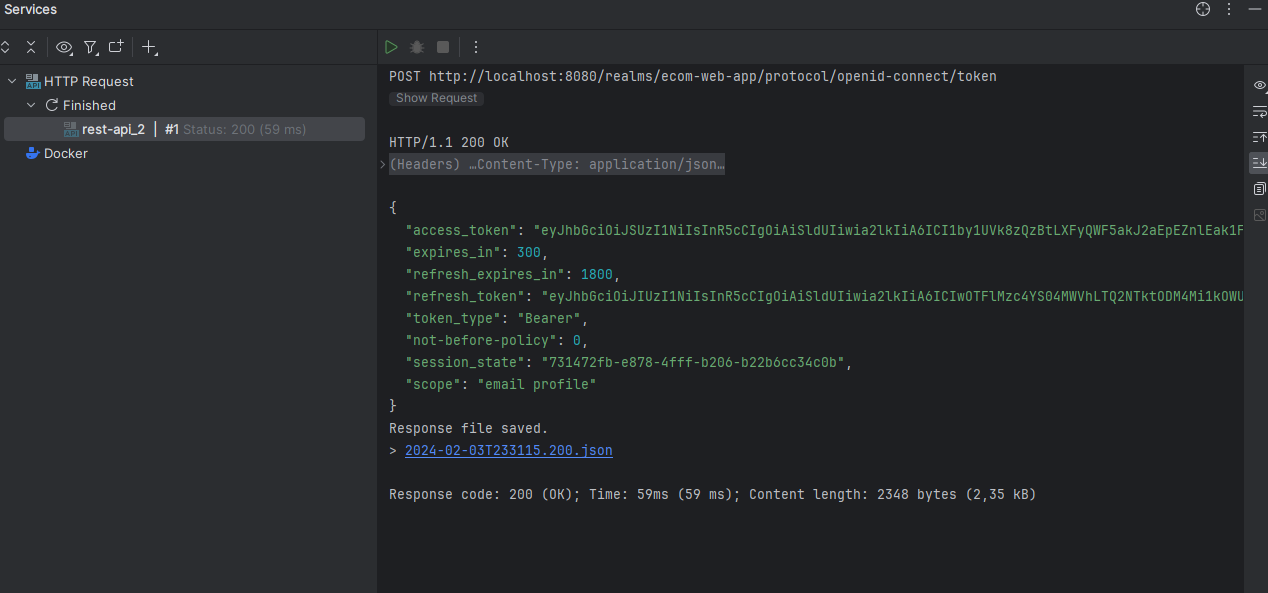 Services
HTTP Request
Finished
rest-api_2 | #1 Status: 200 (59 ms)
Docker
POST http://localhost:8080/realms/ecom-web-app/protocol/openid-connect/token
Show Request
HTTP/1.1 200 OK
(Headers) …Content-Type: application/json…
{
"access_token": "eyJhbGciOiJSUzI1NiIsInR5cCIgOiAiSldUIiwia2lkIiA6ICI1by1UVk8zQzBtLXFyQWF5akJ2aEpEZnlEak1F
"expires_in": 300,
"refresh_expires_in": 1800,
"refresh_token": "eyJhbGciOiJIUzI1NiIsInR5cCIgOiAiSldUIiwia2lkIiA6ICIwOTFlMzc4YS04MWVhLTQ2NTktODM4Mi1kOWU
"token_type": "Bearer",
"not-before-policy": 0,
"session_state": "731472fb-e878-4fff-b206-b22b6cc34c0b",
"scope": "email profile"
}
Response file saved.
> 2024-02-03T233115.200.json
Response code: 200 (OK); Time: 59ms (59 ms); Content length: 2348 bytes (2,35 kB)